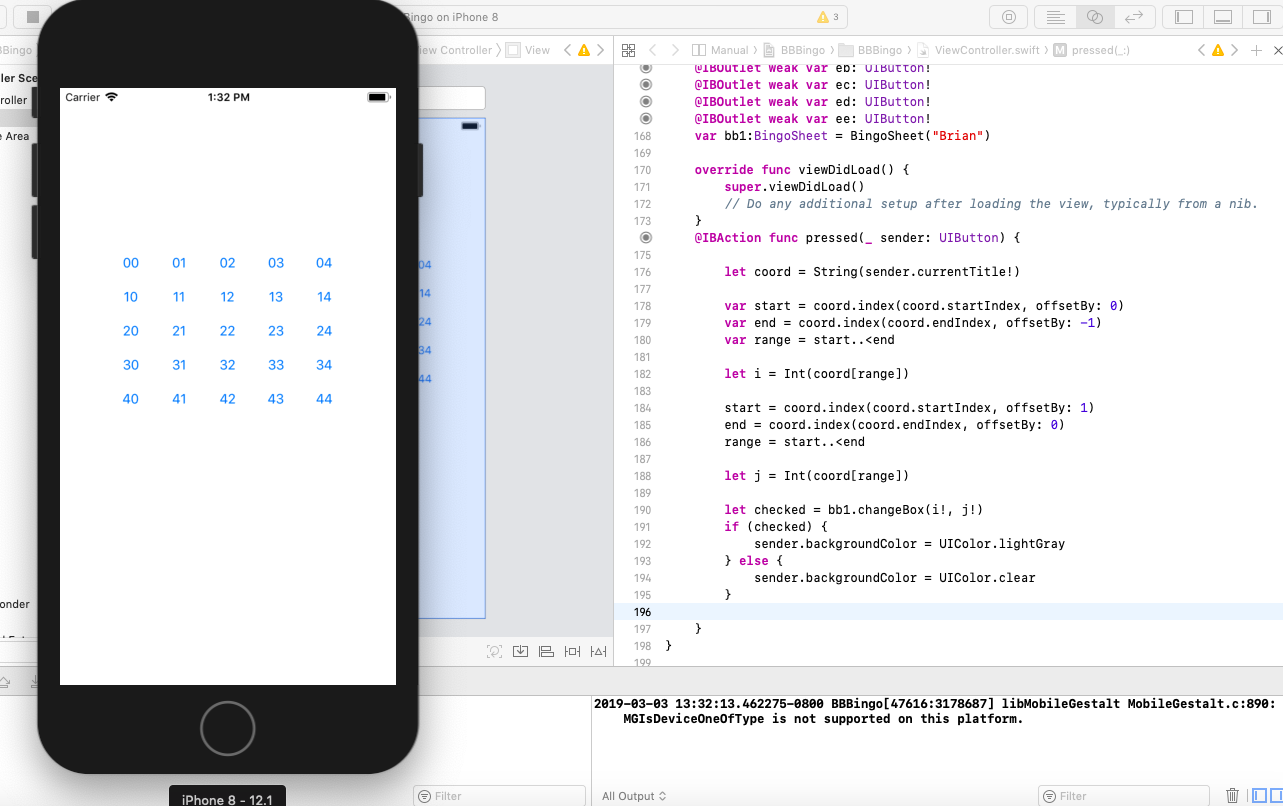 Bingo on iPhone 8
3
BBBingo
iew Controller
View
Manual
BBBingo
BBBingo
ViewController.swift
pressed(_:)
ler Sce
roller
e Area
onder
Carrier
1:32 PM
00 01 02 03 04
10 11 12 13 14
20 21 22 23 24
30 31 32 33 34
40 41 42 43 44
04
14
24
34
44
@IBOutlet weak var eb: UIButton!
@IBOutlet weak var ec: UIButton!
@IBOutlet weak var ed: UIButton!
@IBOutlet weak var ee: UIButton!
168 var bb1:BingoSheet = BingoSheet("Brian")
169
170 override func viewDidLoad() {
171 super.viewDidLoad()
172 // Do any additional setup after loading the view, typically from a nib.
173 }
@IBAction func pressed(_ sender: UIButton) {
175
176 let coord = String(sender.currentTitle!)
177
178 var start = coord.index(coord.startIndex, offsetBy: 0)
179 var end = coord.index(coord.endIndex, offsetBy: -1)
180 var range = start..<end
181
182 let i = Int(coord[range])
183
184 start = coord.index(coord.startIndex, offsetBy: 1)
185 end = coord.index(coord.endIndex, offsetBy: 0)
186 range = start..<end
187
188 let j = Int(coord[range])
189
190 let checked = bb1.changeBox(i!, j!)
191 if (checked) {
192 sender.backgroundColor = UIColor.lightGray
193 } else {
194 sender.backgroundColor = UIColor.clear
195 }
196
197 }
198 }
199
2019-03-03 13:32:13.462275-0800 BBBingo[47616:3178687] libMobileGestalt MobileGestalt.c:890:
MGIsDeviceOneOfType is not supported on this platform.
iPhone 8 - 12.1
Filter
All Output
Filter